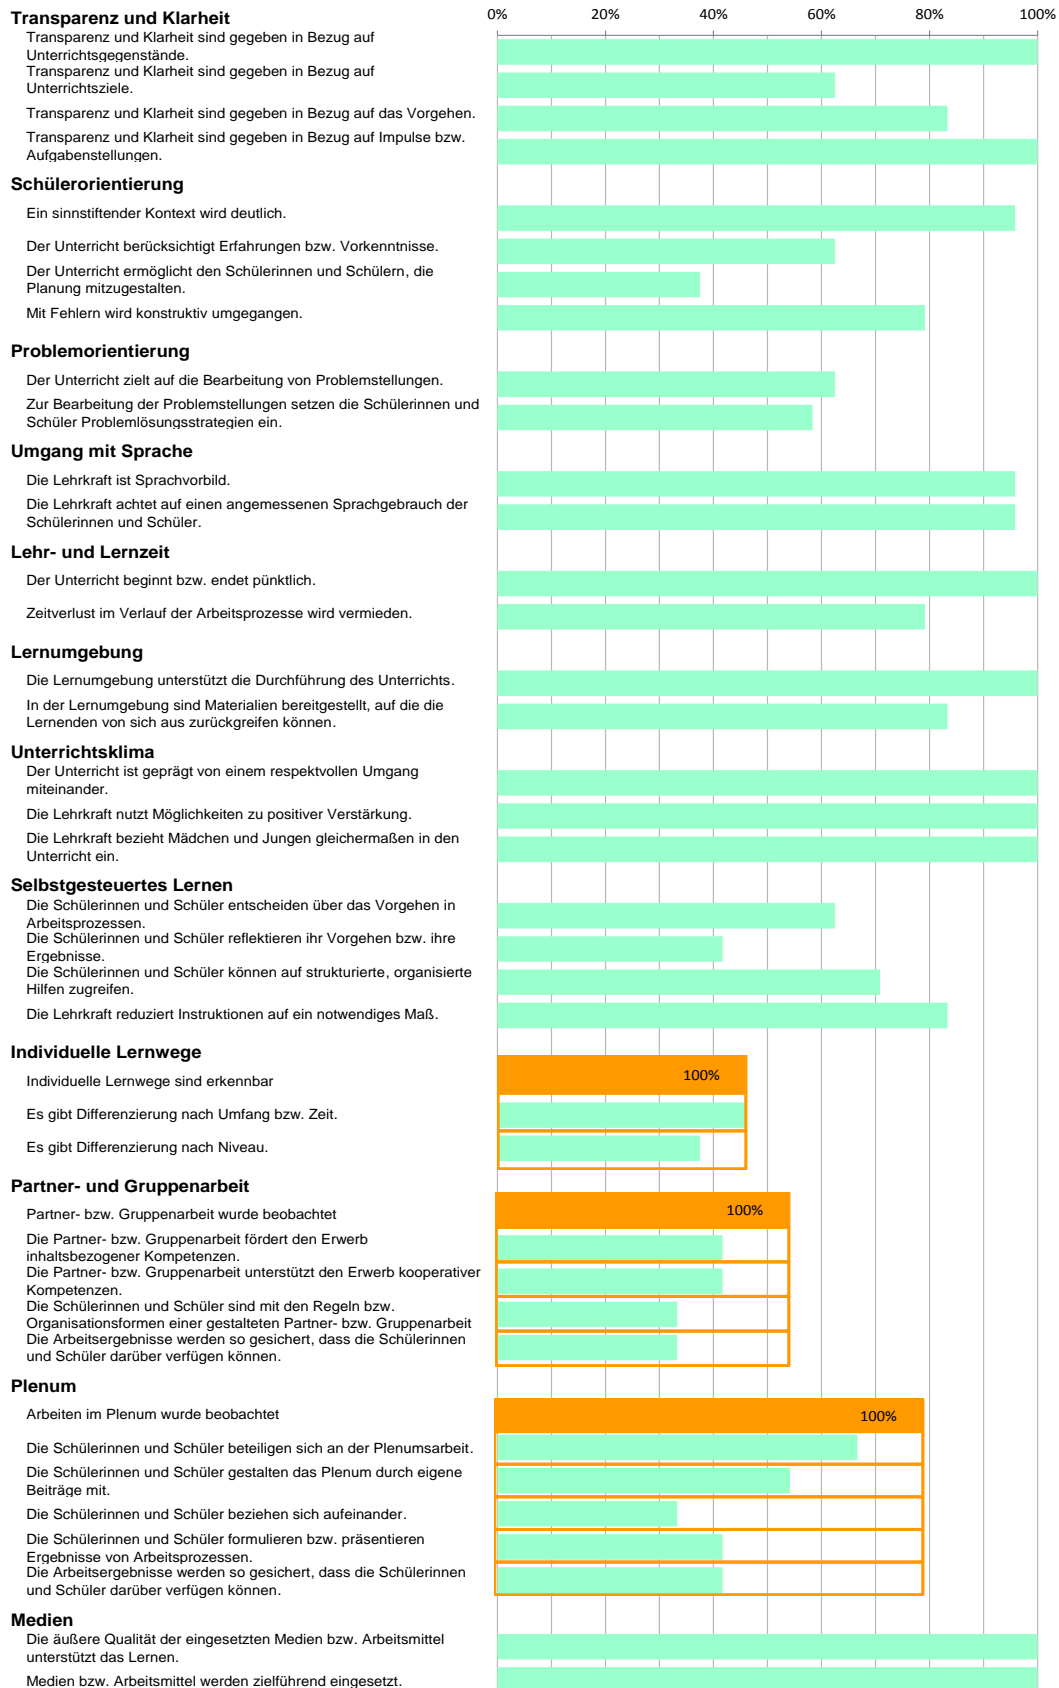 Transparenz und Klarheit
0% 20% 40% 60% 80% 100%
Transparenz und Klarheit sind gegeben in Bezug auf
Unterrichtsgegenstände.
Transparenz und Klarheit sind gegeben in Bezug auf
Unterrichtsziele.
Transparenz und Klarheit sind gegeben in Bezug auf das Vorgehen.
Transparenz und Klarheit sind gegeben in Bezug auf Impulse bzw.
Aufgabenstellungen.
Schülerorientierung
Ein sinnstiftender Kontext wird deutlich.
Der Unterricht berücksichtigt Erfahrungen bzw. Vorkenntnisse.
Der Unterricht ermöglicht den Schülerinnen und Schülern, die
Planung mitzugestalten.
Mit Fehlern wird konstruktiv umgegangen.
Problemorientierung
Der Unterricht zielt auf die Bearbeitung von Problemstellungen.
Zur Bearbeitung der Problemstellungen setzen die Schülerinnen und
Schüler Problemlösungsstrategien ein.
Umgang mit Sprache
Die Lehrkraft ist Sprachvorbild.
Die Lehrkraft achtet auf einen angemessenen Sprachgebrauch der
Schülerinnen und Schüler.
Lehr- und Lernzeit
Der Unterricht beginnt bzw. endet pünktlich.
Zeitverlust im Verlauf der Arbeitsprozesse wird vermieden.
Lernumgebung
Die Lernumgebung unterstützt die Durchführung des Unterrichts.
In der Lernumgebung sind Materialien bereitgestellt, auf die die
Lernenden von sich aus zurückgreifen können.
Unterrichtsklima
Der Unterricht ist geprägt von einem respektvollen Umgang
miteinander.
Die Lehrkraft nutzt Möglichkeiten zu positiver Verstärkung.
Die Lehrkraft bezieht Mädchen und Jungen gleichermaßen in den
Unterricht ein.
Selbstgesteuertes Lernen
Die Schülerinnen und Schüler entscheiden über das Vorgehen in
Arbeitsprozessen.
Die Schülerinnen und Schüler reflektieren ihr Vorgehen bzw. ihre
Ergebnisse.
Die Schülerinnen und Schüler können auf strukturierte, organisierte
Hilfen zugreifen.
Die Lehrkraft reduziert Instruktionen auf ein notwendiges Maß.
Individuelle Lernwege
Individuelle Lernwege sind erkennbar
100%
Es gibt Differenzierung nach Umfang bzw. Zeit.
Es gibt Differenzierung nach Niveau.
Partner- und Gruppenarbeit
Partner- bzw. Gruppenarbeit wurde beobachtet
100%
Die Partner- bzw. Gruppenarbeit fördert den Erwerb
inhaltsbezogener Kompetenzen.
Die Partner- bzw. Gruppenarbeit unterstützt den Erwerb kooperativer
Kompetenzen.
Die Schülerinnen und Schüler sind mit den Regeln bzw.
Organisationsformen einer gestalteten Partner- bzw. Gruppenarbeit
Die Arbeitsergebnisse werden so gesichert, dass die Schülerinnen
und Schüler darüber verfügen können.
Plenum
Arbeiten im Plenum wurde beobachtet
100%
Die Schülerinnen und Schüler beteiligen sich an der Plenumsarbeit.
Die Schülerinnen und Schüler gestalten das Plenum durch eigene
Beiträge mit.
Die Schülerinnen und Schüler beziehen sich aufeinander.
Die Schülerinnen und Schüler formulieren bzw. präsentieren
Ergebnisse von Arbeitsprozessen.
Die Arbeitsergebnisse werden so gesichert, dass die Schülerinnen
und Schüler darüber verfügen können.
Medien
Die äußere Qualität der eingesetzten Medien bzw. Arbeitsmittel
unterstützt das Lernen.
Medien bzw. Arbeitsmittel werden zielführend eingesetzt.